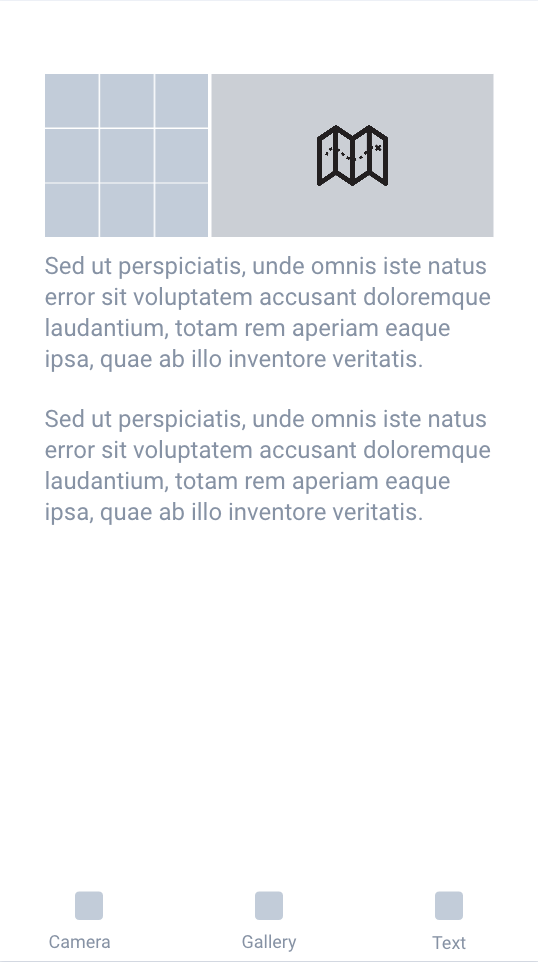 Sed ut perspiciatis, unde omnis iste natus
error sit voluptatem accusant doloremque
laudantium, totam rem aperiam eaque
ipsa, quae ab illo inventore veritatis.
Sed ut perspiciatis, unde omnis iste natus
error sit voluptatem accusant doloremque
laudantium, totam rem aperiam eaque
ipsa, quae ab illo inventore veritatis.
Camera
Gallery
Text